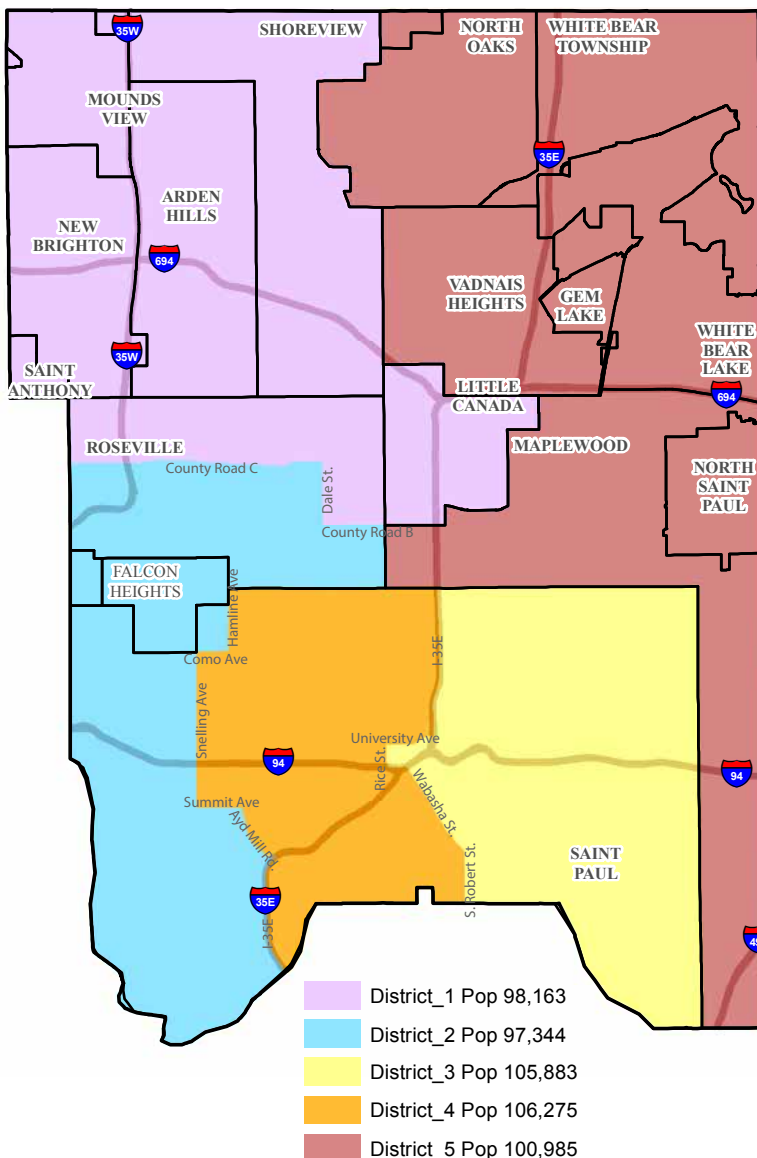 35W
SHOREVIEW
NORTH
OAKS
WHITE BEAR
TOWNSHIP
MOUNDS
VIEW
35E
ARDEN
HILLS
NEW
BRIGHTON
694
VADNAIS
HEIGHTS
GEM
LAKE
35W
WHITE
BEAR
LAKE
SAINT
ANTHONY
LITTLE
CANADA
694
ROSEVILLE
MAPLEWOOD
County Road C
Dale St.
NORTH
SAINT
PAUL
County Road B
FALCON
HEIGHTS
Hamline Ave
Como Ave
I-35E
Snelling Ave
University Ave
Rice St.
94
94
Wabasha St.
Summit Ave
Ayd Mill Rd.
SAINT
PAUL
S. Robert St.
35E
I-35E
District_1 Pop 98,163
District_2 Pop 97,344
District_3 Pop 105,883
District_4 Pop 106,275
District_5 Pop 100,985